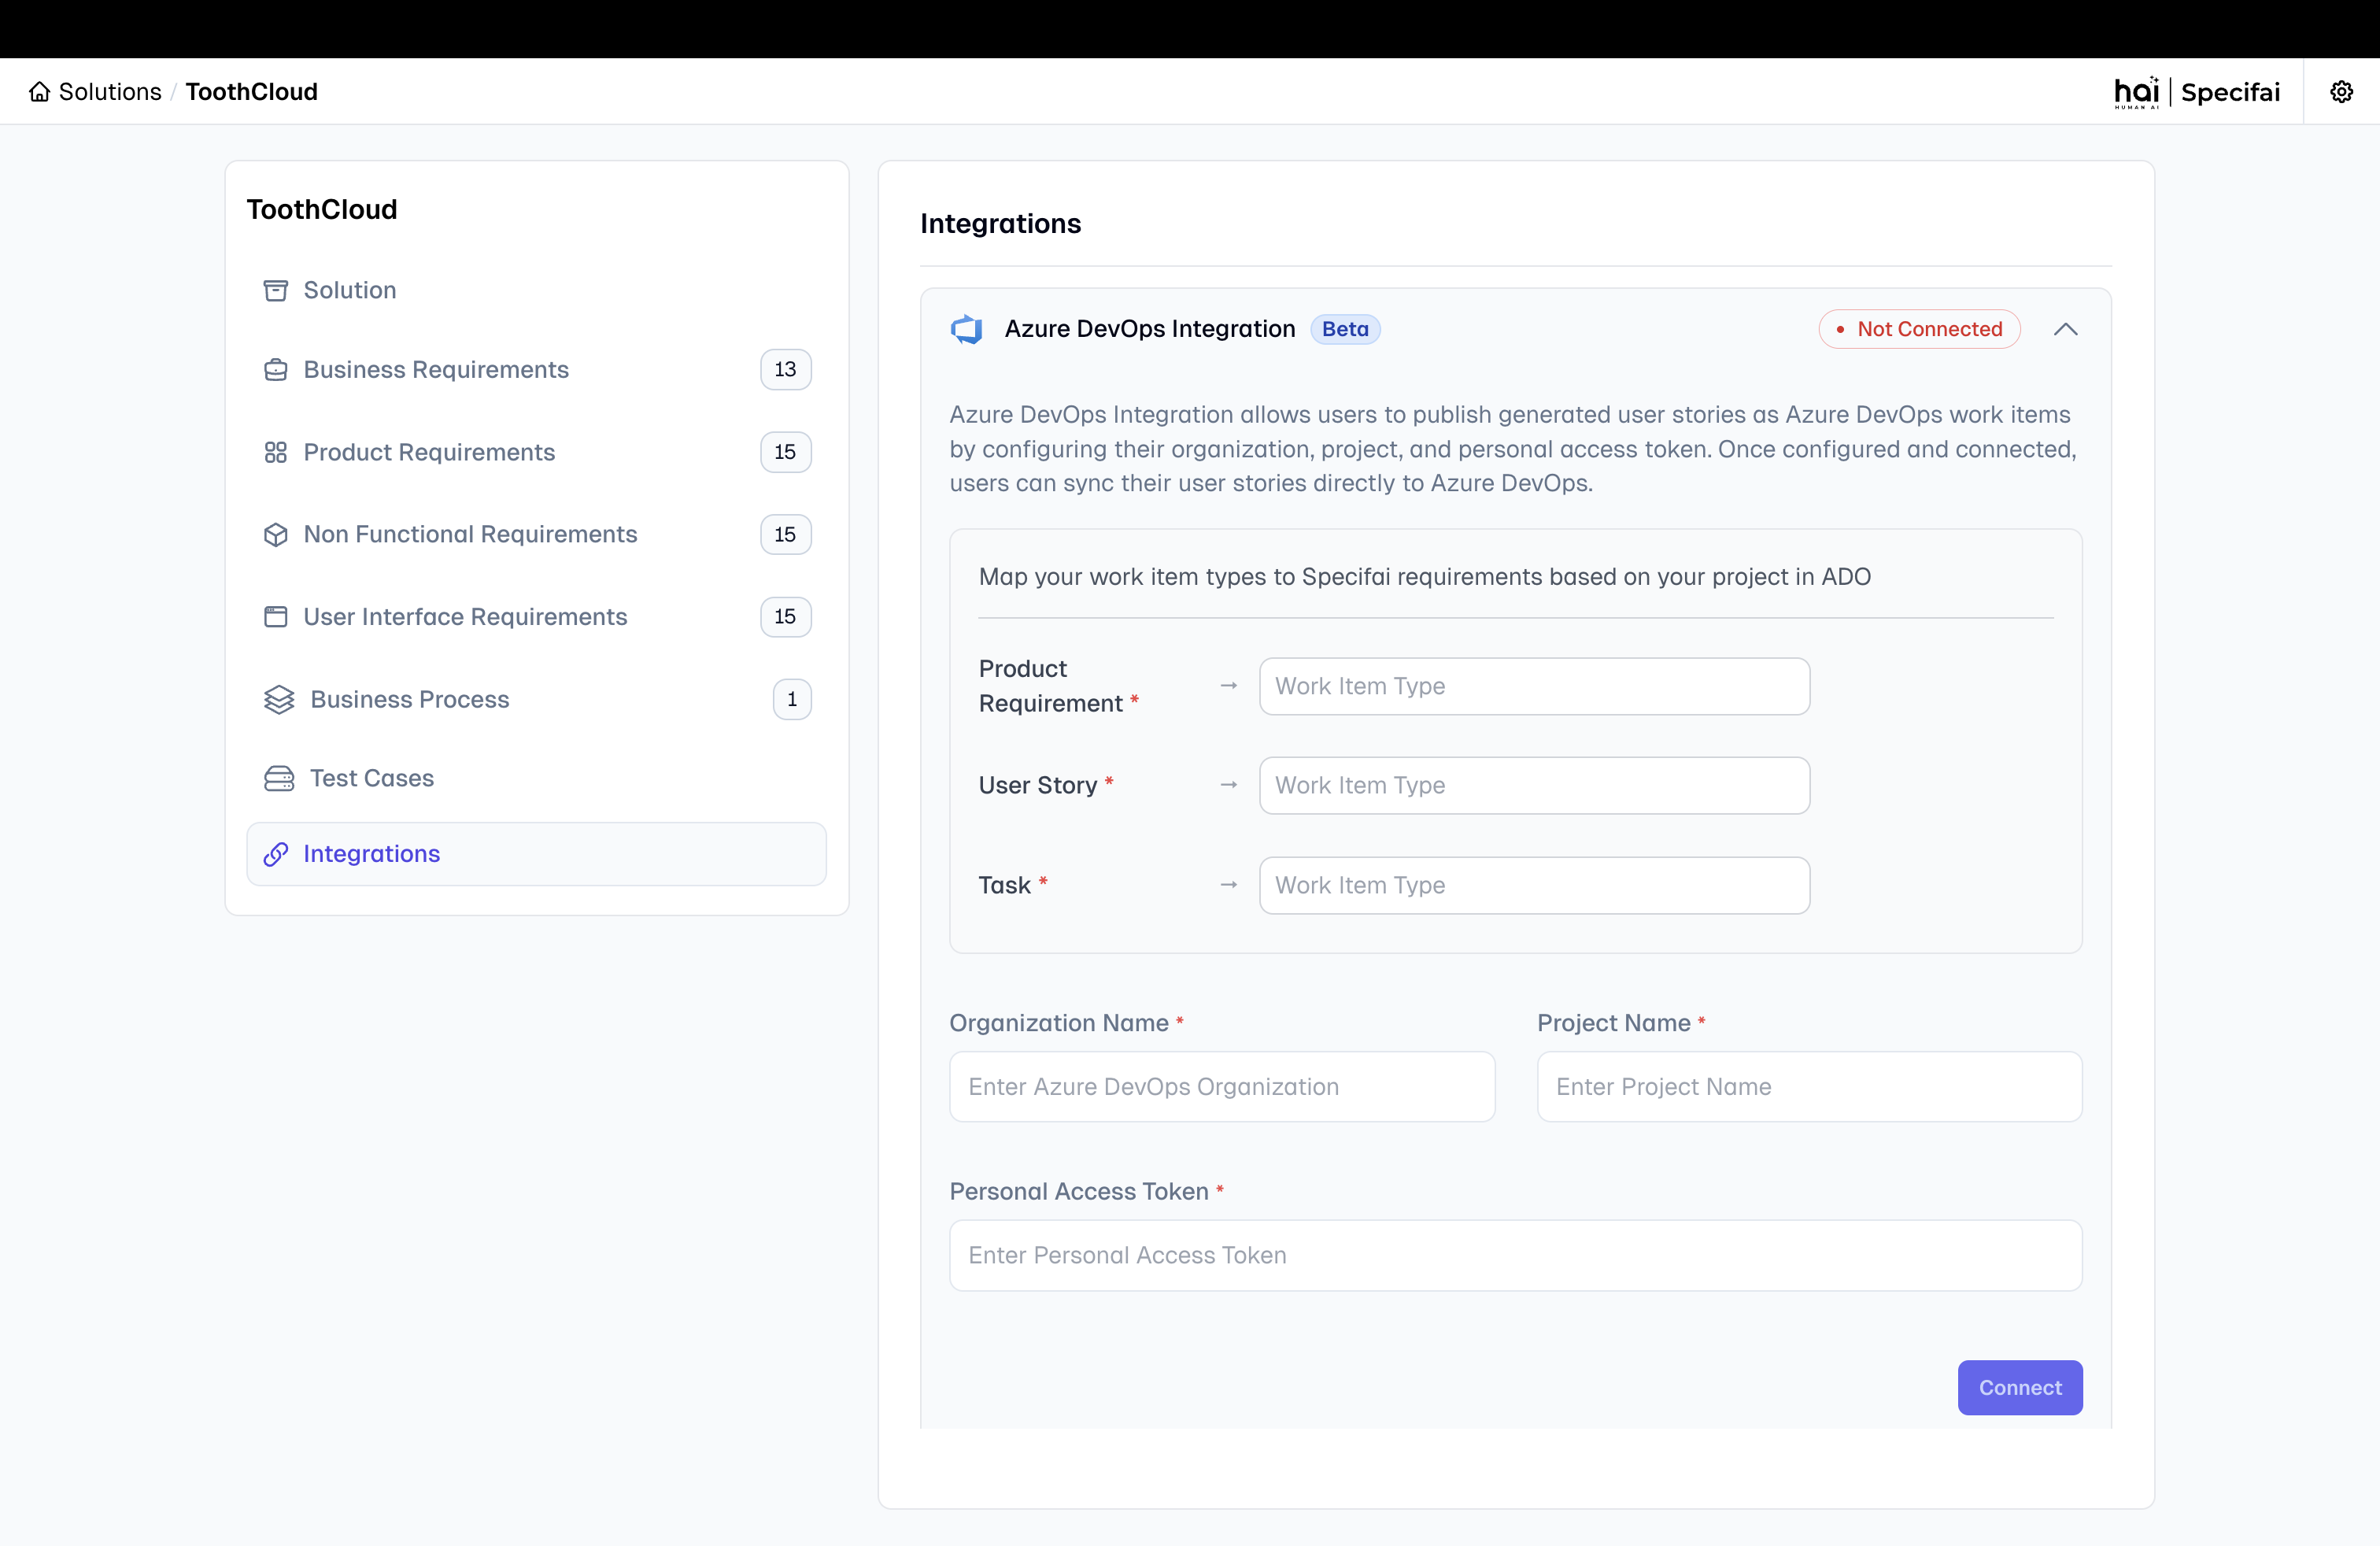 Solutions / ToothCloud
hai
HUMAN AI
Specifai
ToothCloud
Solution
Business Requirements 13
Product Requirements 15
Non Functional Requirements 15
User Interface Requirements 15
Business Process 1
Test Cases
Integrations
Integrations
Azure DevOps Integration Beta
• Not Connected
Azure DevOps Integration allows users to publish generated user stories as Azure DevOps work items
by configuring their organization, project, and personal access token. Once configured and connected,
users can sync their user stories directly to Azure DevOps.
Map your work item types to Specifai requirements based on your project in ADO
Product
Requirement *
→ Work Item Type
User Story * → Work Item Type
Task * → Work Item Type
Organization Name *
Enter Azure DevOps Organization
Project Name *
Enter Project Name
Personal Access Token *
Enter Personal Access Token
Connect